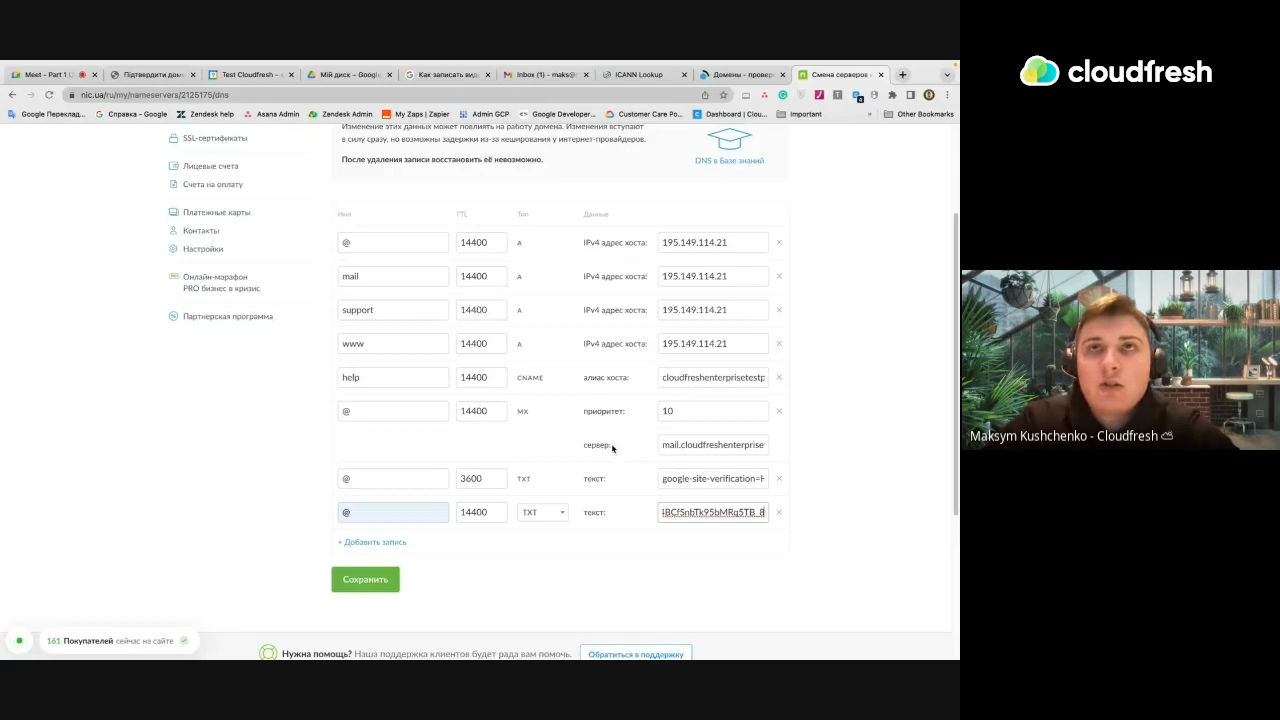 cloudfresh
Meet – Part 1
Підтвердити дом
Test Cloudfresh –
Мій диск – Google
Как записать вид
Inbox (1) – maks@
ICANN Lookup
Домены – провер
Смена серверов
nic.ua/ru/my/nameservers/2125175/dns
Google Переклад...
Справка – Google
Zendesk help
Asana Admin
Zendesk Admin
My Zaps | Zapier
Admin GCP
Google Developer...
Customer Care Po...
Dashboard | Clou...
Important
»
Other Bookmarks
SSL-сертификаты
Лицевые счета
Счета на оплату
Платежные карты
Контакты
Настройки
Онлайн-марафон
PRO бизнес в кризис
Партнерская программа
Изменение этих данных может повлиять на работу домена. Изменения вступают
в силу сразу, но возможны задержки из-за кеширования у интернет-провайдеров.
После удаления записи восстановить её невозможно.
DNS в Базе знаний
Имя TTL Тип Данные
@ 14400 A IPv4 адрес хоста: 195.149.114.21
mail 14400 A IPv4 адрес хоста: 195.149.114.21
support 14400 A IPv4 адрес хоста: 195.149.114.21
www 14400 A IPv4 адрес хоста: 195.149.114.21
help 14400 CNAME алиас хоста: cloudfreshenterprisetestp
@ 14400 MX приоритет: 10
сервер: mail.cloudfreshenterprise
@ 3600 TXT текст: google-site-verification=H
@ 14400 TXT текст: BCfSnbTk95bMRq5TB_8
+ Добавить запись
Сохранить
161 Покупателей сейчас на сайте
Нужна помощь? Наша поддержка клиентов будет рада вам помочь.
Обратиться в поддержку
Maksym Kushchenko - Cloudfresh